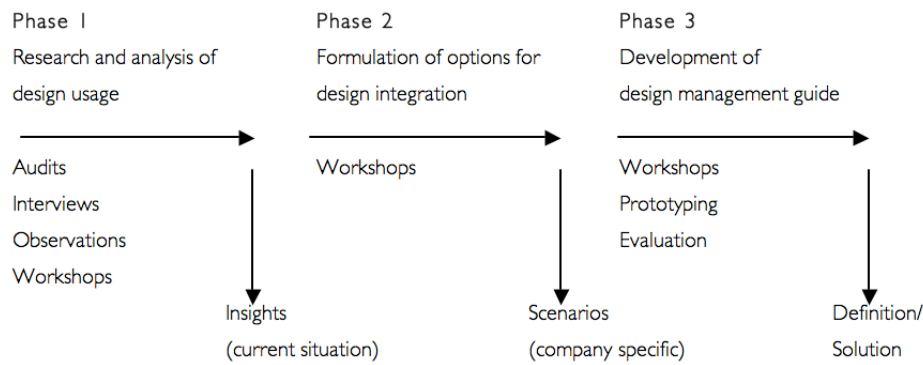 Phase 1
Research and analysis of
design usage
Audits
Interviews
Observations
Workshops
Insights
(current situation)
Phase 2
Formulation of options for
design integration
Workshops
Scenarios
(company specific)
Phase 3
Development of
design management guide
Workshops
Prototyping
Evaluation
Definition/
Solution